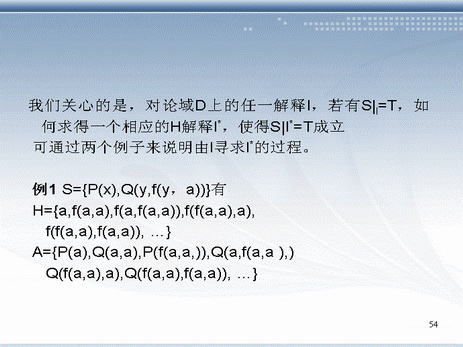 我们关心的是，对论域D上的任一解释I，若有S|I=T，如
何求得一个相应的H解释I*，使得S|I*=T成立
可通过两个例子来说明由I寻求I*的过程。
例1 S={P(x),Q(y,f(y，a))}有
H={a,f(a,a),f(a,f(a,a)),f(f(a,a),a),
f(f(a,a),f(a,a)), …}
A={P(a),Q(a,a),P(f(a,a,)),Q(a,f(a,a ),)
Q(f(a,a),a),Q(f(a,a),f(a,a)), …}
54